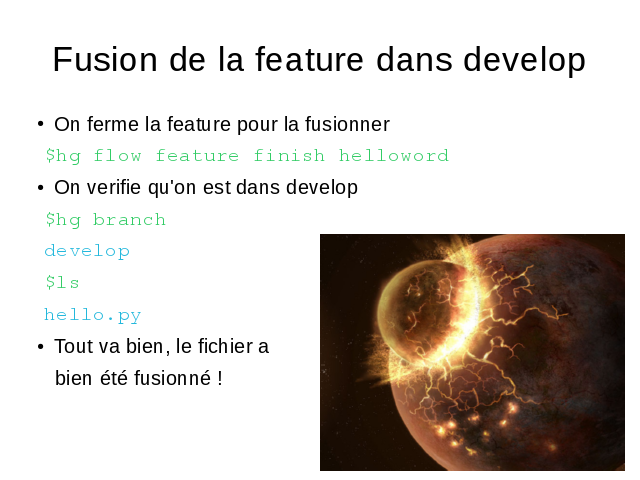 Fusion de la feature dans develop
• On ferme la feature pour la fusionner
$hg flow feature finish helloword
• On verifie qu'on est dans develop
$hg branch
develop
$ls
hello.py
• Tout va bien, le fichier a
bien été fusionné !